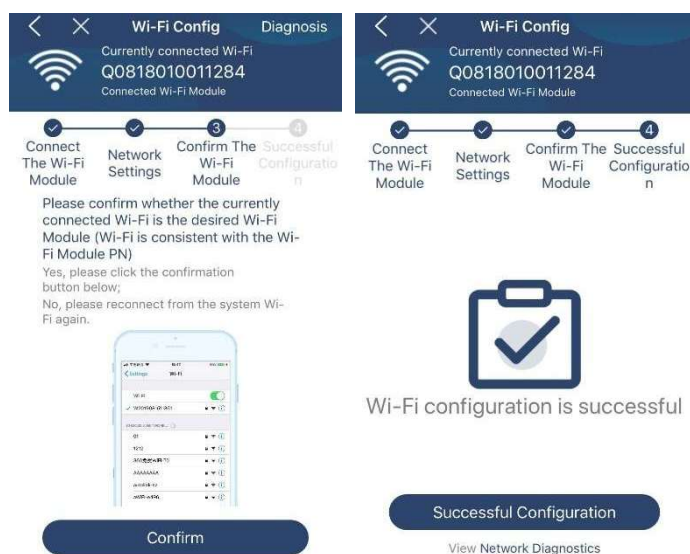 Wi-Fi Config
Diagnosis
Currently connected Wi-Fi
Q0818010011284
Connected Wi-Fi Module
3
4
Connect
The Wi-Fi
Module
Network
Settings
Confirm The
Wi-Fi
Module
Successful
Configuratio
n
Please confirm whether the currently
connected Wi-Fi is the desired Wi-
Module (Wi-Fi is consistent with the Wi-
Fi Module PN)
Yes, please click the confirmation
button below;
No, please reconnect from the system Wi-
Fi again.
Settings
Wi-Fi
AAAAAAAA
Confirm
Wi-Fi Config
Currently connected Wi-Fi
Q0818010011284
Connected Wi-Fi Module
4
Connect
The Wi-Fi
Module
Network
Settings
Confirm The
Wi-Fi
Module
Successful
Configuratio
n
Wi-Fi configuration is successful
Successful Configuration
View Network Diagnostics